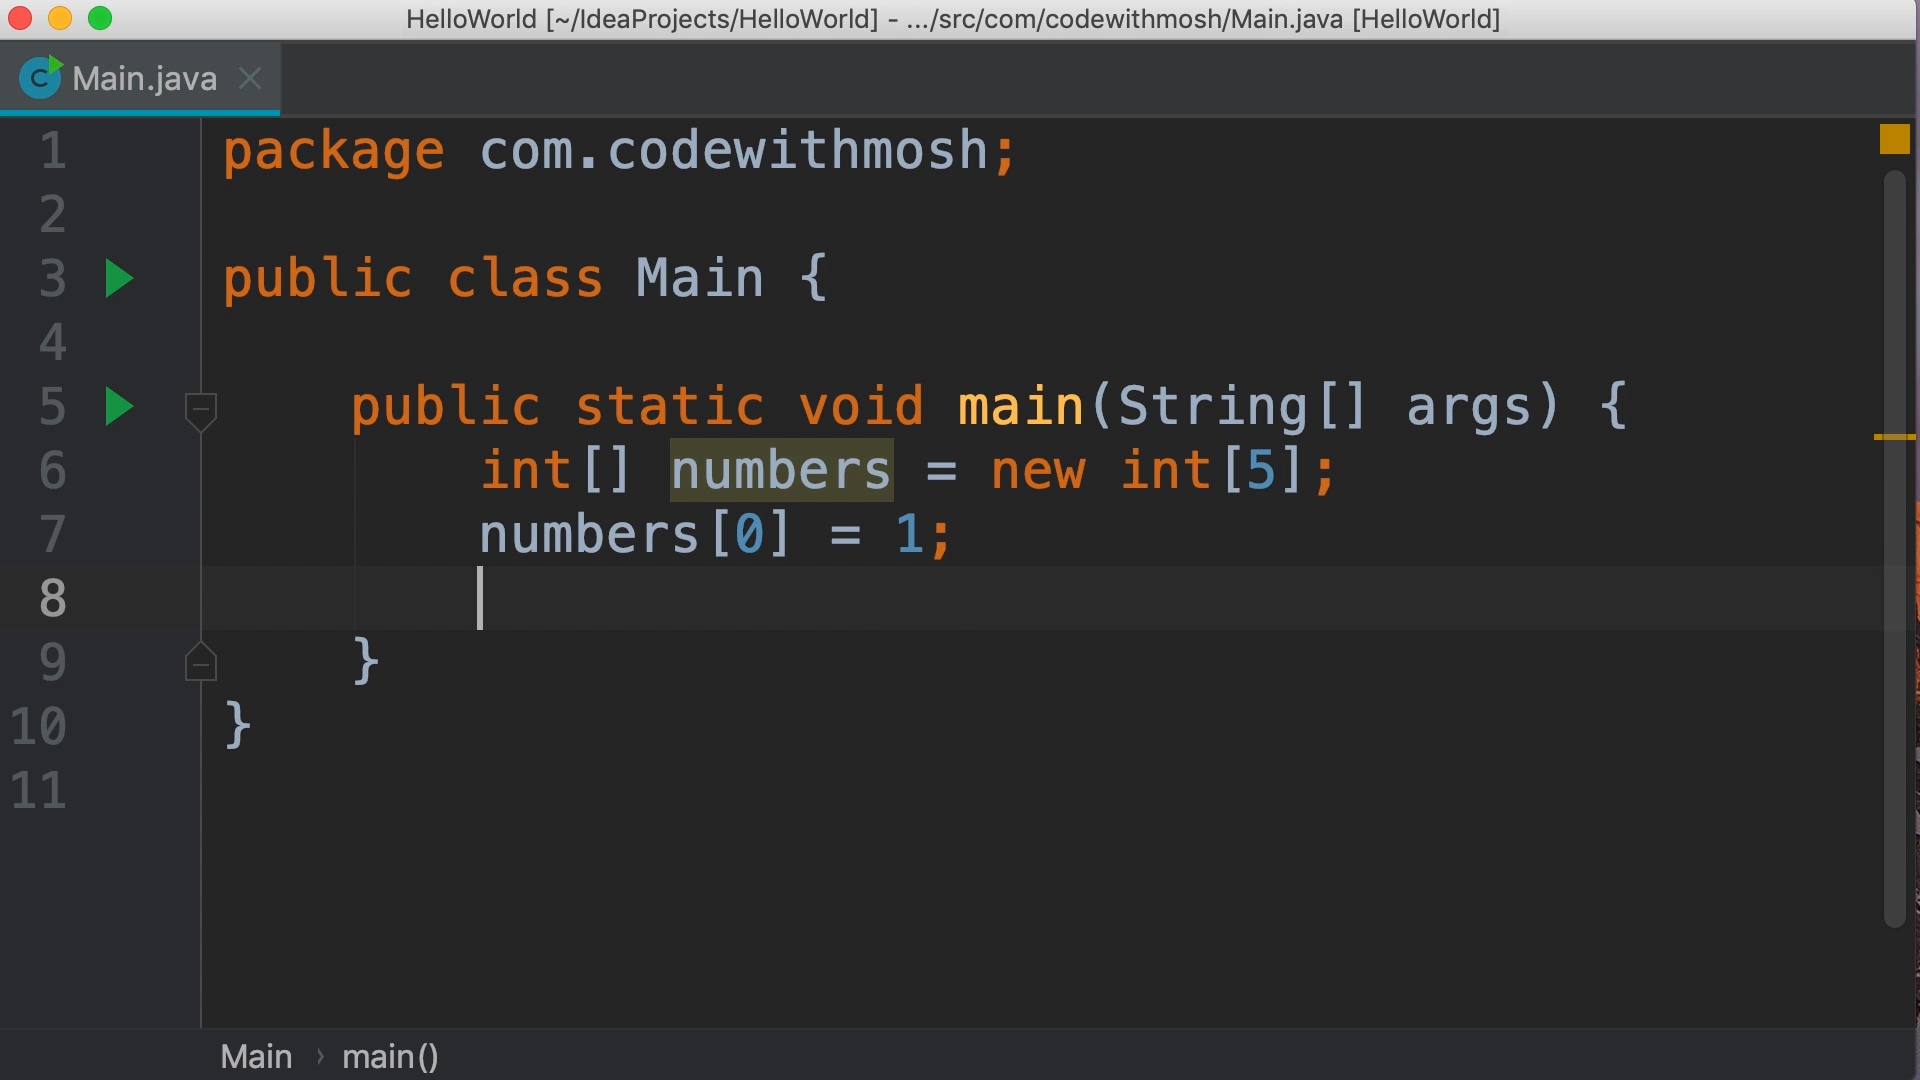 HelloWorld [~/IdeaProjects/HelloWorld] - .../src/com/codewithmosh/Main.java [HelloWorld]
C Main.java
1 package com.codewithmosh;
2
3 public class Main {
4
5     public static void main(String[] args) {
6         int[] numbers = new int[5];
7         numbers[0] = 1;
8
9     }
10 }
11
Main › main()